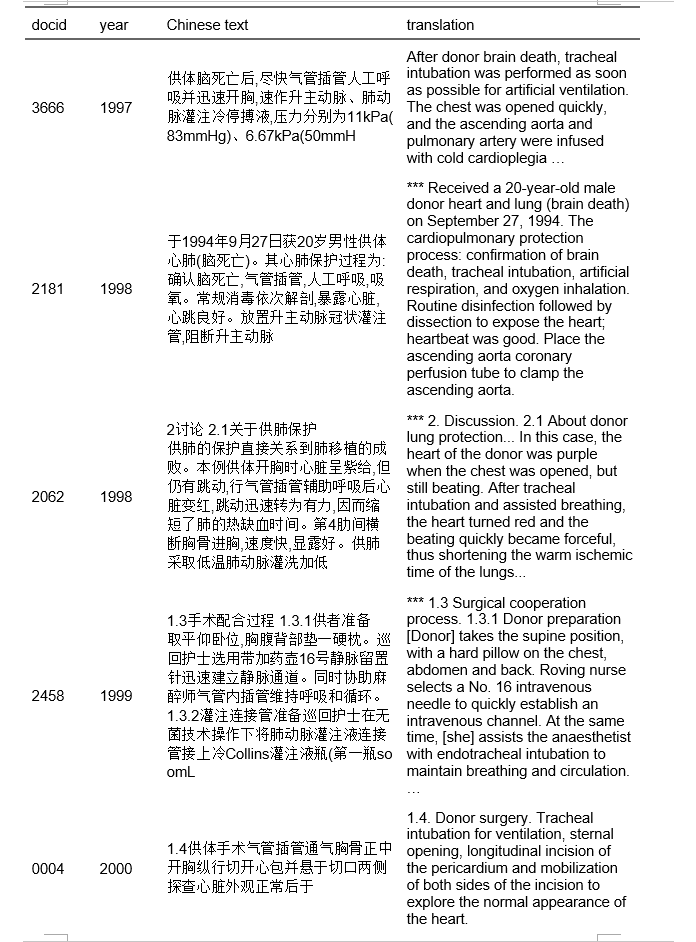 docid year Chinese text translation
3666 1997
供体脑死亡后,尽快气管插管人工呼
吸并迅速开胸,速作升主动脉、肺动
脉灌注冷停搏液,压力分别为11kPa(
83mmHg)、6.67kPa(50mmH
After donor brain death, tracheal
intubation was performed as soon
as possible for artificial ventilation.
The chest was opened quickly,
and the ascending aorta and
pulmonary artery were infused
with cold cardioplegia …
2181 1998
于1994年9月27日获20岁男性供体
心肺(脑死亡)。其心肺保护过程为:
确认脑死亡,气管插管,人工呼吸,吸
氧。常规消毒依次解剖,暴露心脏,
心跳良好。放置升主动脉冠状灌注
管,阻断升主动脉
*** Received a 20-year-old male
donor heart and lung (brain death)
on September 27, 1994. The
cardiopulmonary protection
process: confirmation of brain
death, tracheal intubation, artificial
respiration, and oxygen inhalation.
Routine disinfection followed by
dissection to expose the heart;
heartbeat was good. Place the
ascending aorta coronary
perfusion tube to clamp the
ascending aorta.
2062 1998
2讨论 2.1关于供肺保护
供肺的保护直接关系到肺移植的成
败。本例供体开胸时心脏呈紫给,但
仍有跳动,行气管插管辅助呼吸后心
脏变红,跳动迅速转为有力,因而缩
短了肺的热缺血时间。第4肋间横
断胸骨进胸,速度快,显露好。供肺
采取低温肺动脉灌洗加低
*** 2. Discussion. 2.1 About donor
lung protection... In this case, the
heart of the donor was purple
when the chest was opened, but
still beating. After tracheal
intubation and assisted breathing,
the heart turned red and the
beating quickly became forceful,
thus shortening the warm ischemic
time of the lungs...
2458 1999
1.3手术配合过程 1.3.1供者准备
取平仰卧位,胸腹背部垫一硬枕。巡
回护士选用带加药壶16号静脉留置
针迅速建立静脉通道。同时协助麻
醉师气管内插管维持呼吸和循环。
1.3.2灌注连接管准备巡回护士在无
菌技术操作下将肺动脉灌注液连接
管接上冷Collins灌注液瓶(第一瓶so
omL
*** 1.3 Surgical cooperation
process. 1.3.1 Donor preparation
[Donor] takes the supine position,
with a hard pillow on the chest,
abdomen and back. Roving nurse
selects a No. 16 intravenous
needle to quickly establish an
intravenous channel. At the same
time, [she] assists the anaesthetist
with endotracheal intubation to
maintain breathing and circulation.
…
0004 2000
1.4供体手术气管插管通气胸骨正中
开胸纵行切开心包并悬于切口两侧
探查心脏外观正常后于
1.4. Donor surgery. Tracheal
intubation for ventilation, sternal
opening, longitudinal incision of
the pericardium and mobilization
of both sides of the incision to
explore the normal appearance of
the heart.